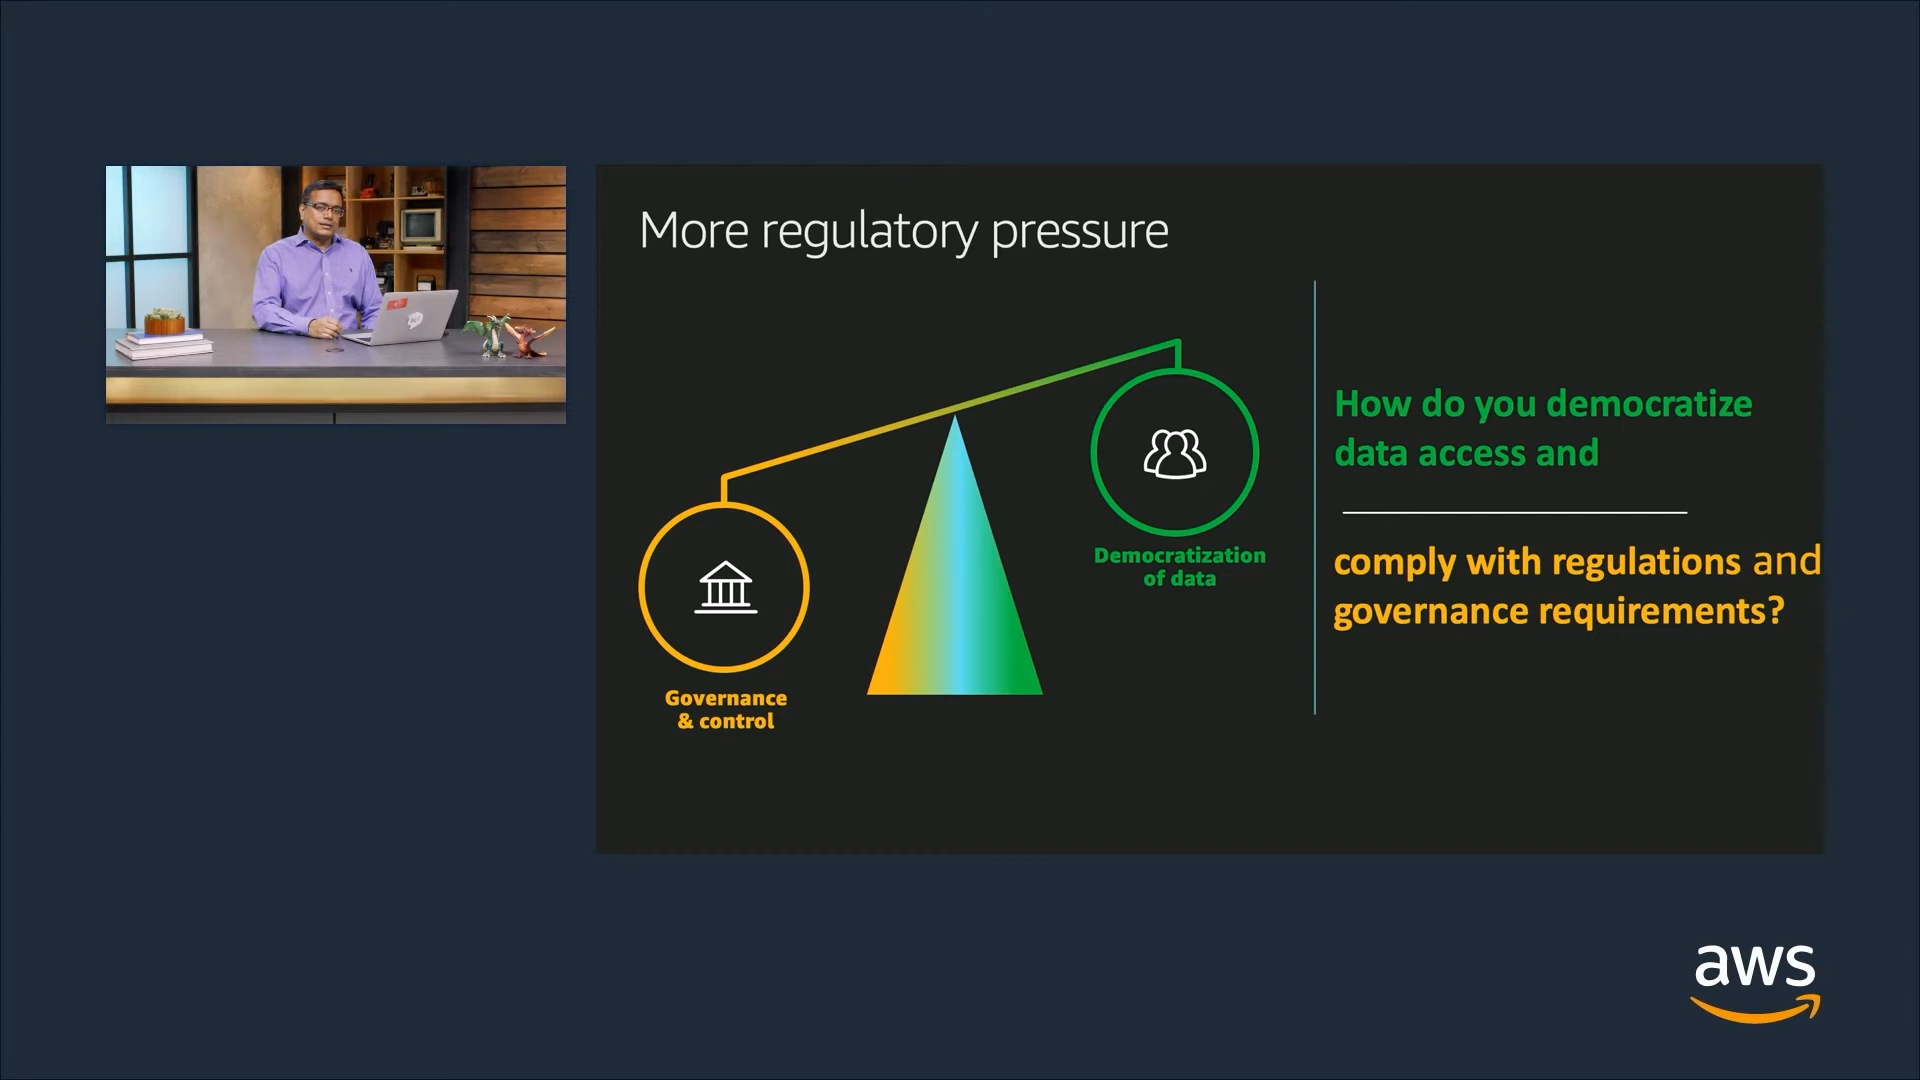 More regulatory pressure
How do you democratize
data access and
comply with regulations and
governance requirements?
Democratization
of data
Governance
& control
aws